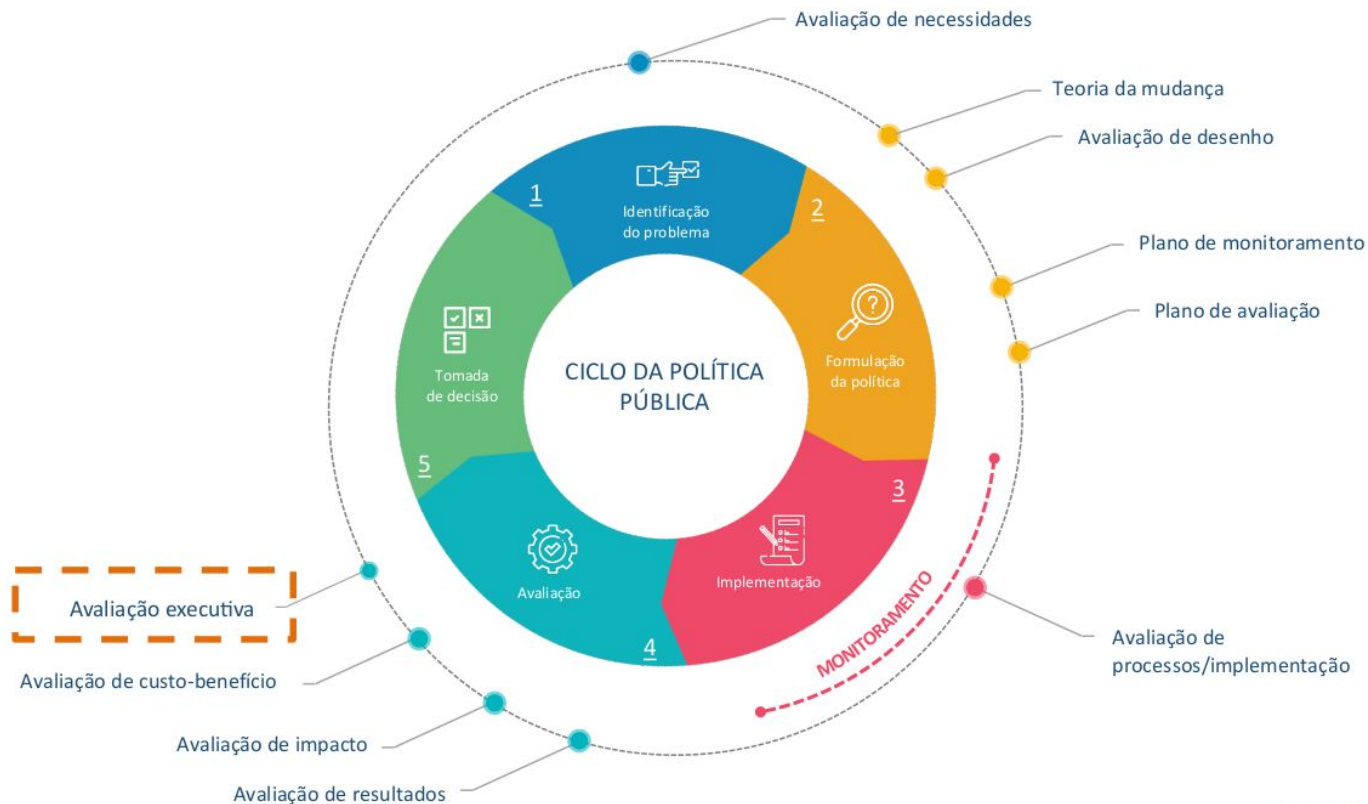 Avaliação de necessidades
Teoria da mudança
Avaliação de desenho
Plano de monitoramento
Plano de avaliação
1
Identificação
do problema
2
Formulação
da política
CICLO DA POLÍTICA
PÚBLICA
Tomada
de decisão
5
3
Implementação
Avaliação
4
MONITORAMENTO
Avaliação de
processos/implementação
Avaliação executiva
Avaliação de custo-benefício
Avaliação de impacto
Avaliação de resultados